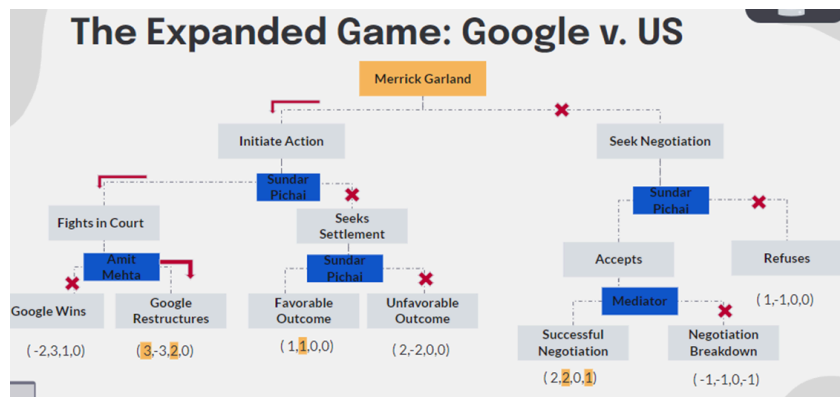 The Expanded Game: Google v. US
Merrick Garland
Initiate Action
Seek Negotiation
Sundar
Pichai
Sundar
Pichai
Fights in Court
Seeks
Settlement
Amit
Mehta
Sundar
Pichai
Accepts
Refuses
Google Wins
Google
Restructures
Favorable
Outcome
Unfavorable
Outcome
Mediator
(1,-1,0,0)
Successful
Negotiation
Negotiation
Breakdown
(-2,3,1,0)
(3,-3,2,0)
(1,1,0,0)
(2,-2,0,0)
(2,2,0,1)
(-1,-1,0,-1)